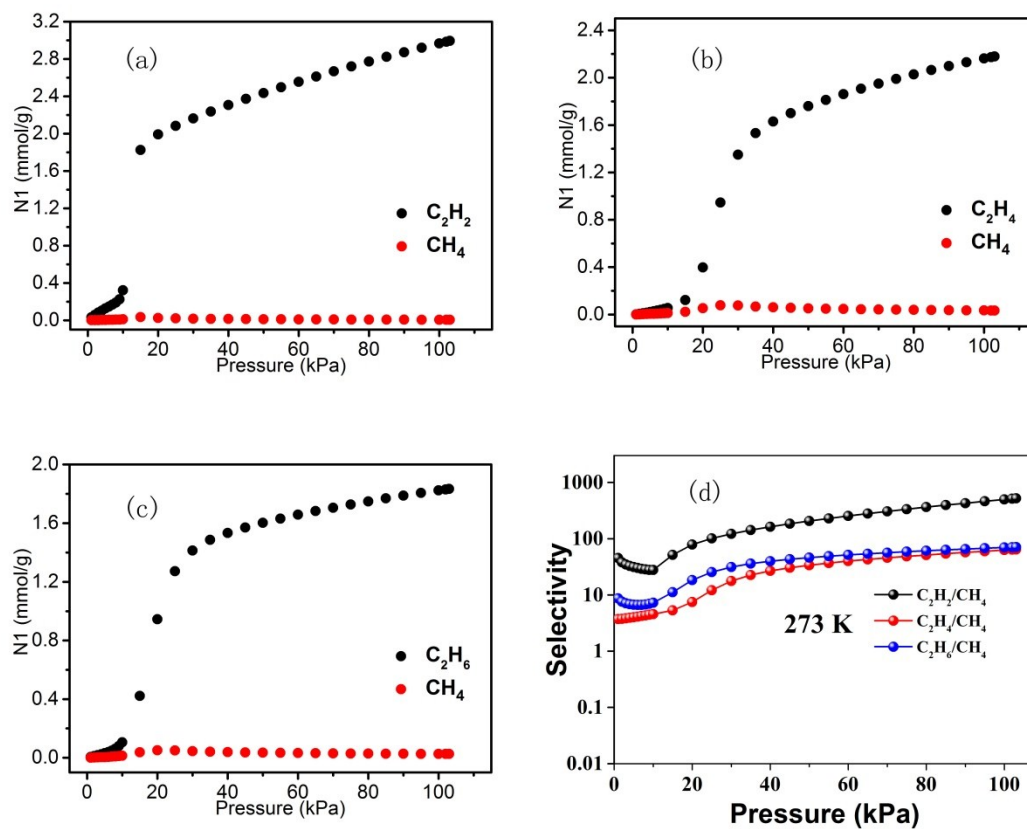 (a)
N1 (mmol/g)
3.2
2.8
2.4
2.0
1.6
1.2
0.8
0.4
0.0
C₂H₂
CH₄
0 20 40 60 80 100
Pressure (kPa)
(b)
N1 (mmol/g)
2.4
2.0
1.6
1.2
0.8
0.4
0.0
C₂H₄
CH₄
0 20 40 60 80 100
Pressure (kPa)
(c)
N1 (mmol/g)
2.0
1.6
1.2
0.8
0.4
0.0
C₂H₆
CH₄
0 20 40 60 80 100
Pressure (kPa)
(d)
Selectivity
1000
100
10
1
0.1
0.01
273 K
C₂H₂/CH₄
C₂H₄/CH₄
C₂H₆/CH₄
0 20 40 60 80 100
Pressure (kPa)